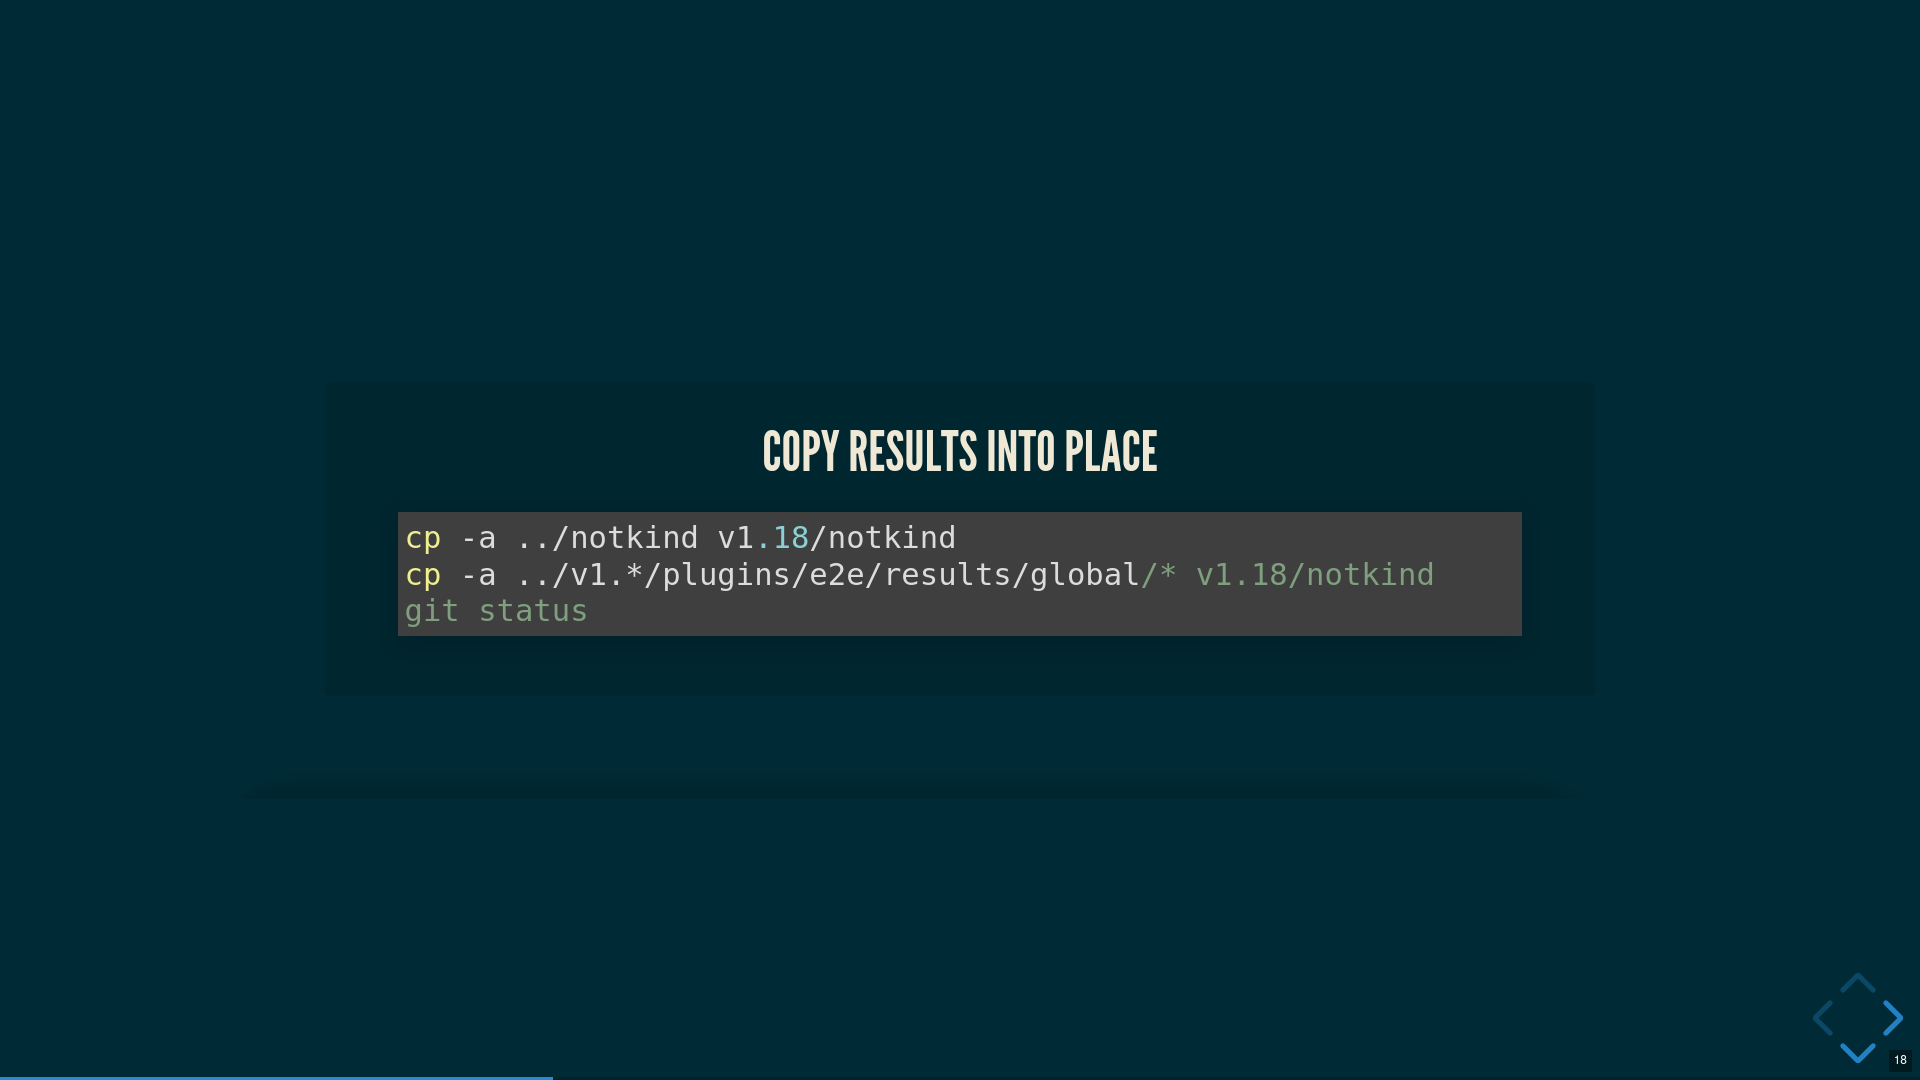 COPY RESULTS INTO PLACE
cp -a ../notkind v1.18/notkind
cp -a ../v1.*/plugins/e2e/results/global/* v1.18/notkind
git status
18